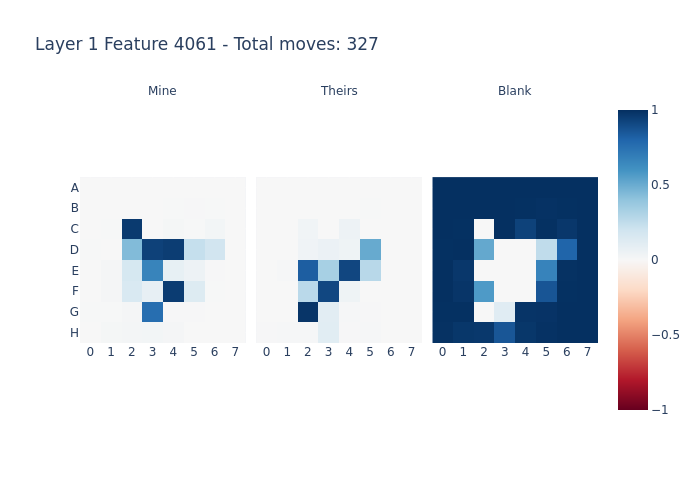 Layer 1 Feature 4061 - Total moves: 327
Mine Theirs Blank
A
B
C
D
E
F
G
H
0 1 2 3 4 5 6 7 0 1 2 3 4 5 6 7 0 1 2 3 4 5 6 7
1
0.5
0
−0.5
−1